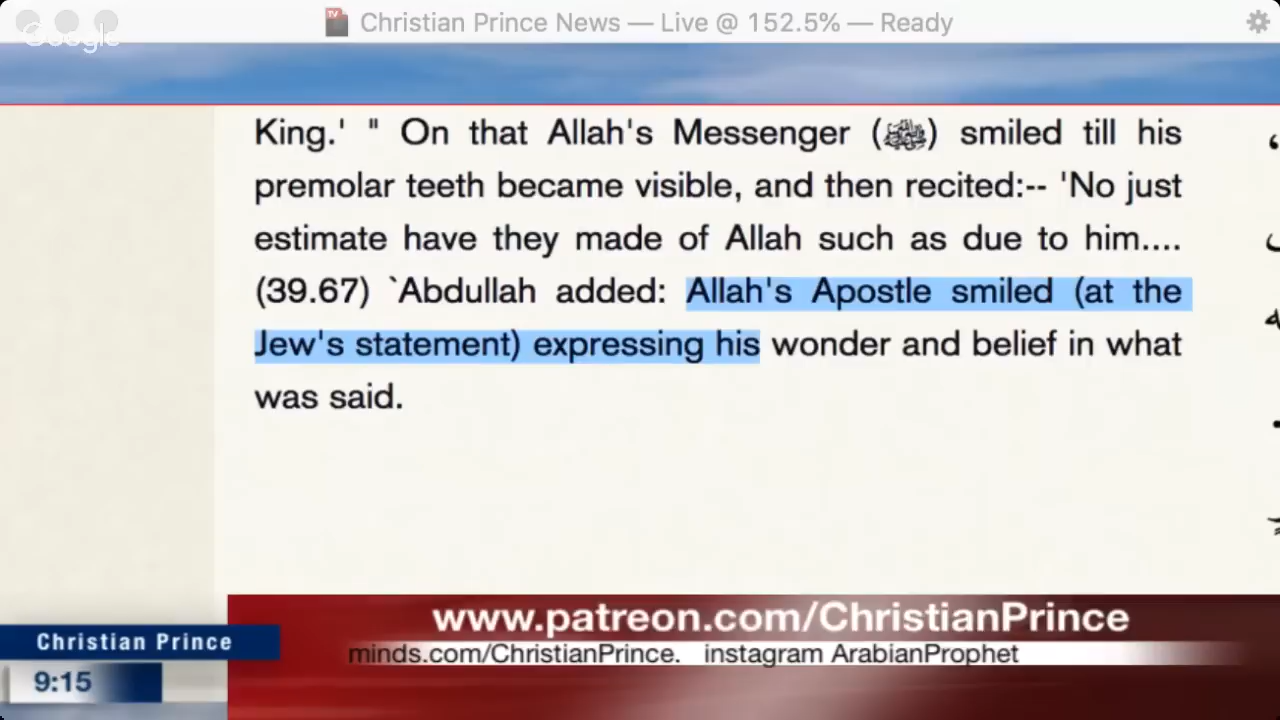 Christian Prince News — Live @ 152.5% — Ready
Google
King.' " On that Allah's Messenger (ﷺ) smiled till his
premolar teeth became visible, and then recited:-- 'No just
estimate have they made of Allah such as due to him....
(39.67) `Abdullah added: Allah's Apostle smiled (at the
Jew's statement) expressing his wonder and belief in what
was said.
www.patreon.com/ChristianPrince
Christian Prince
minds.com/ChristianPrince. instagram ArabianProphet
9:15